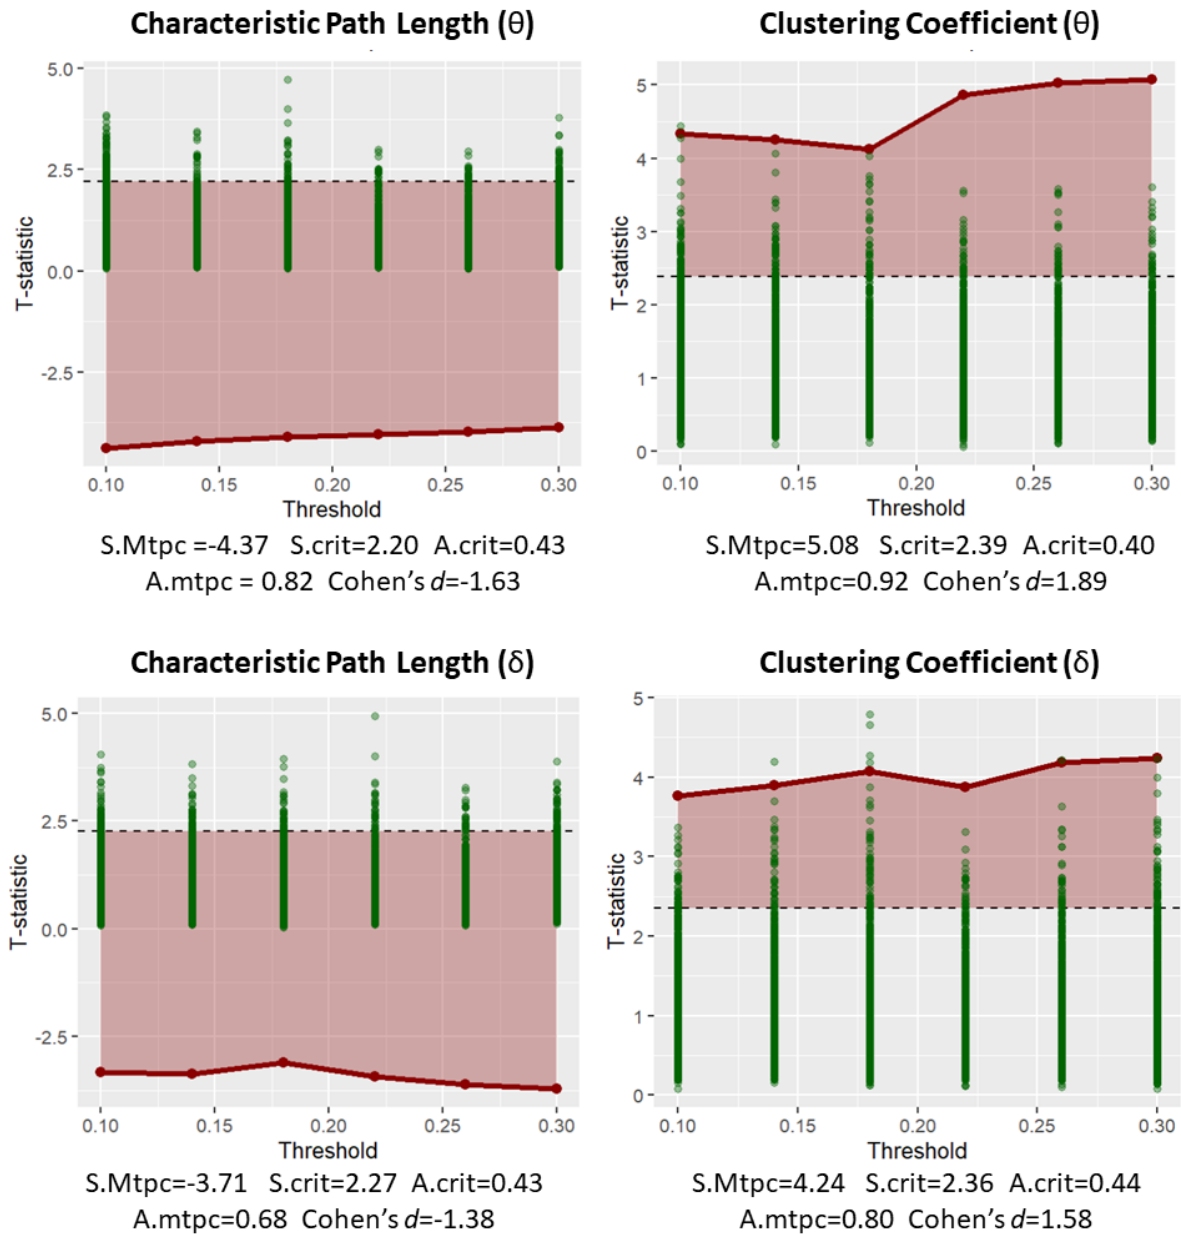 Characteristic Path Length (θ)
Clustering Coefficient (θ)
5.0
2.5
0.0
-2.5
T-statistic
0.10
0.15
0.20
0.25
0.30
Threshold
5
4
3
2
1
0
T-statistic
0.10
0.15
0.20
0.25
0.30
Threshold
S.Mtpc =-4.37 S.crit=2.20 A.crit=0.43
A.mtpc = 0.82 Cohen's d=-1.63
S.Mtpc=5.08 S.crit=2.39 A.crit=0.40
A.mtpc=0.92 Cohen's d=1.89
Characteristic Path Length (δ)
Clustering Coefficient (δ)
5.0
2.5
0.0
-2.5
T-statistic
0.10
0.15
0.20
0.25
0.30
Threshold
5
4
3
2
1
0
T-statistic
0.10
0.15
0.20
0.25
0.30
Threshold
S.Mtpc=-3.71 S.crit=2.27 A.crit=0.43
A.mtpc=0.68 Cohen's d=-1.38
S.Mtpc=4.24 S.crit=2.36 A.crit=0.44
A.mtpc=0.80 Cohen's d=1.58